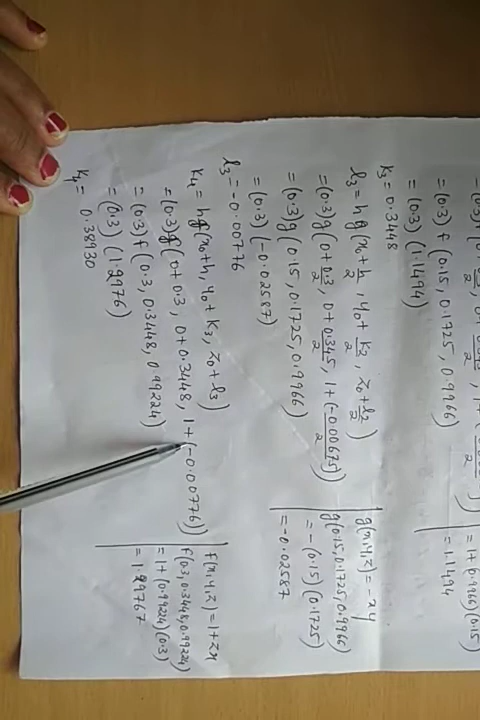 = (0.3) f(0.15, 0.1725, 0.9966)
= (0.3) (1.1494)
K3 = 0.3448
= 1 + (0.9966)(0.15)
= 1.1494
l3 = hg(x0+h/2, y0+K2/2, z0+l2/2)
= (0.3)g(0+0.3/2, 0+0.345/2, 1+(-0.00675)/2))
= (0.3)g(0.15, 0.1725, 0.9966)
= (0.3) (-0.02587)
l3 = -0.00776
g(x,y,z) = -xy
g(0.15, 0.1725, 0.9966)
= -(0.15)(0.1725)
= -0.02587
K4 = hg(x0+h, y0+K3, z0+l3)
= (0.3)g(0+0.3, 0+0.3448, 1+(-0.00776))
= (0.3)f(0.3, 0.3448, 0.99224)
= (0.3) (1.2976)
K4 = 0.38930
f(x,y,z) = 1+zx
f(0.3, 0.3448, 0.99224)
= 1+(0.99224)(0.3)
= 1.29767